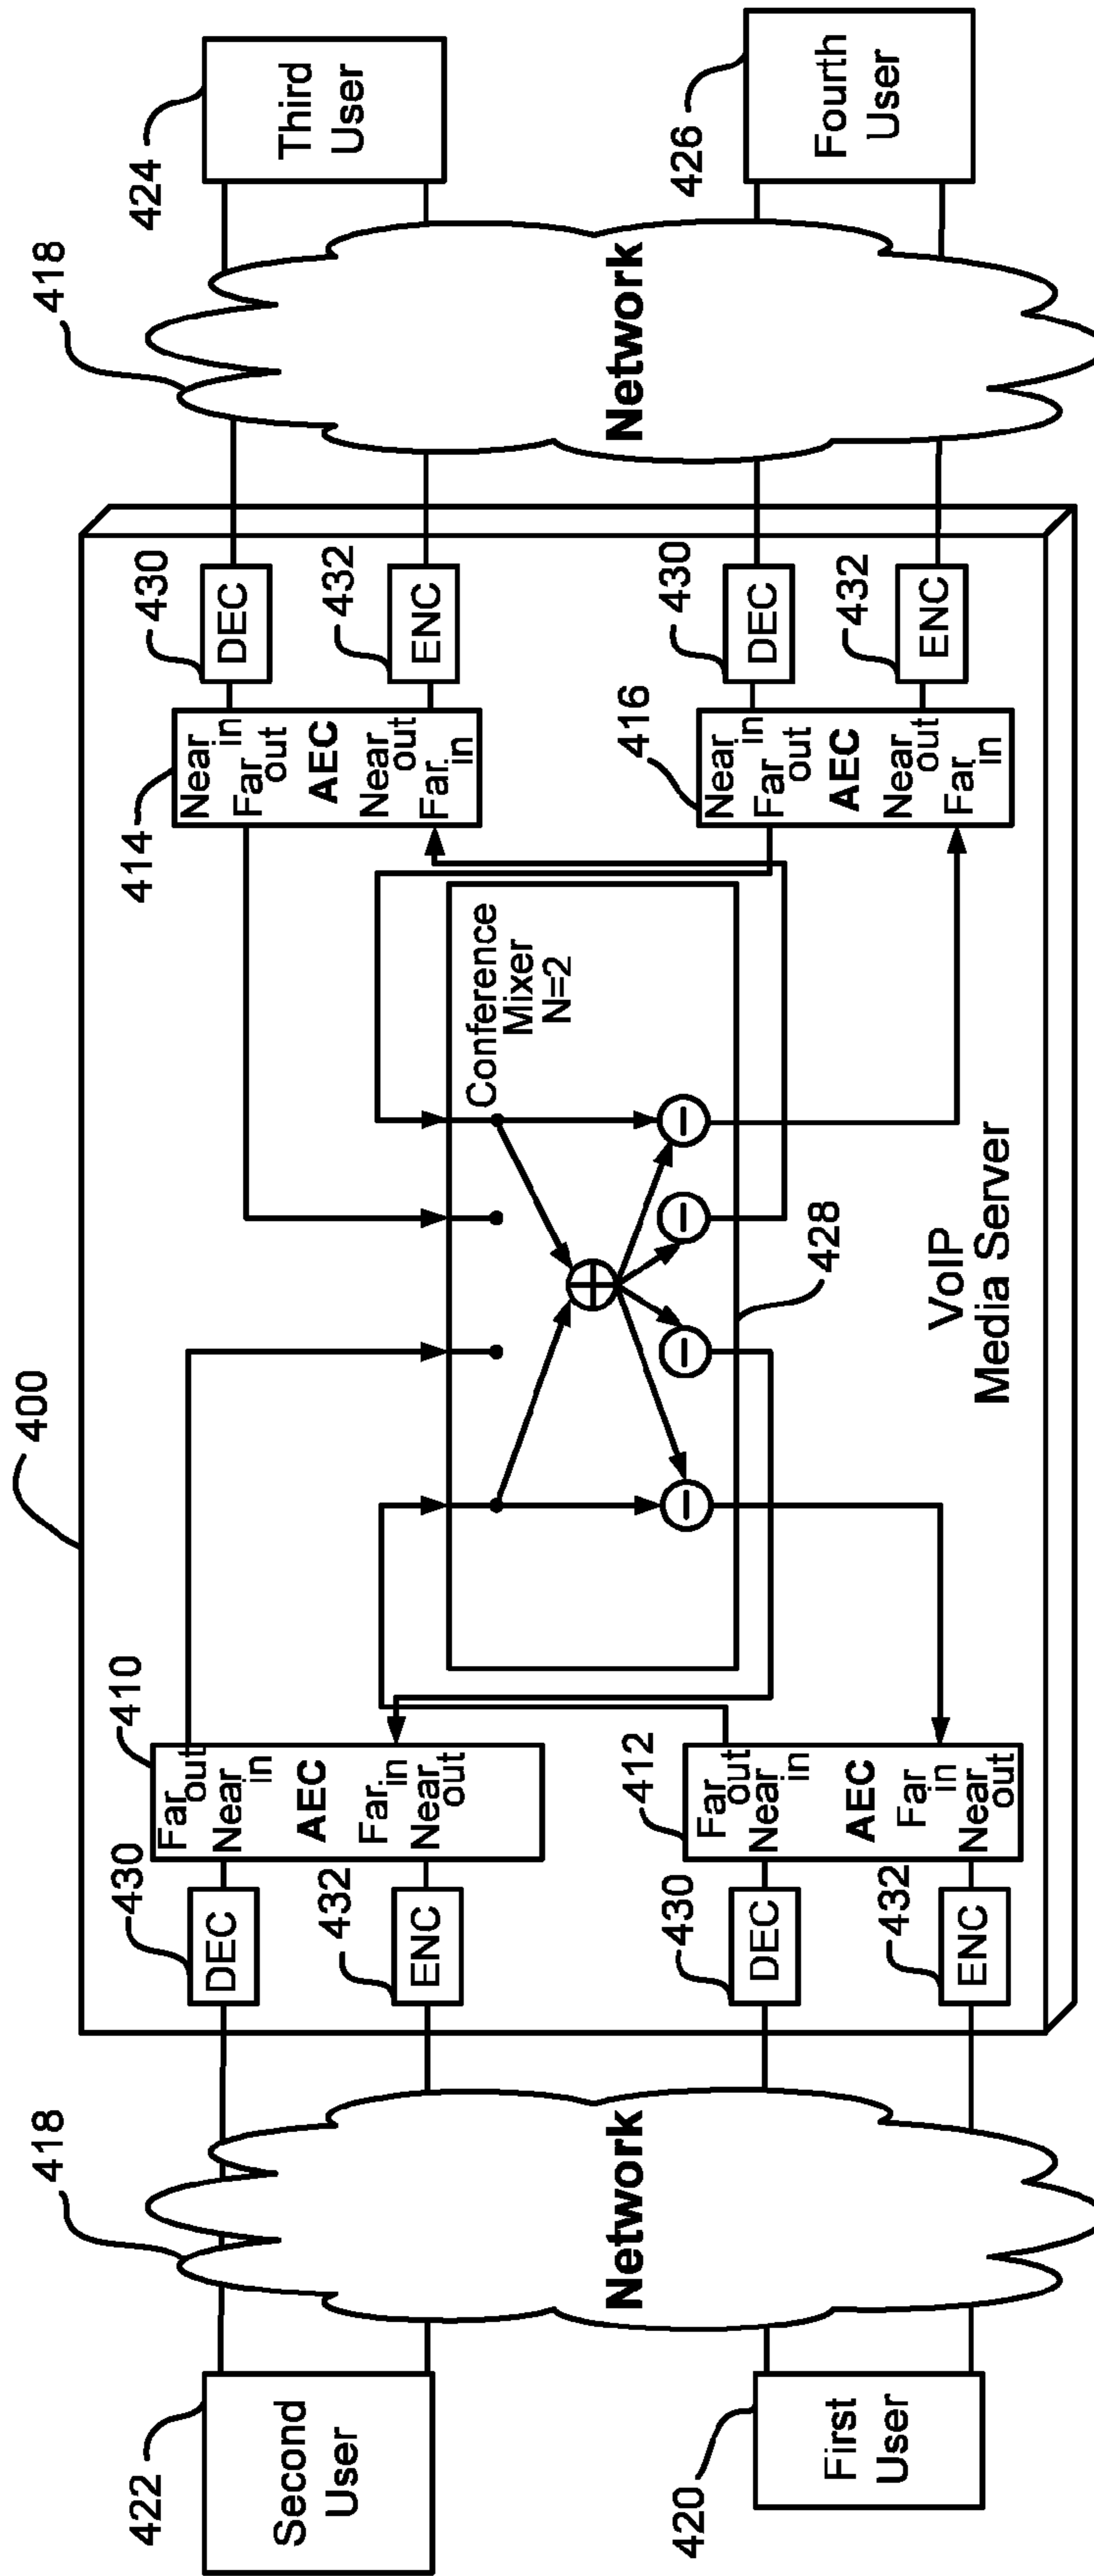 400
418
422
Second
User
420
First
User
Network
430
DEC
432
ENC
430
DEC
432
ENC
410
Far
out
Near
in
AEC
Far
in
Near
out
412
Far
out
Near
in
AEC
Far
in
Near
out
Conference
Mixer
N=2
428
VoIP
Media Server
414
Near
in
Far
out
AEC
Near
out
Far
in
416
Near
in
Far
out
AEC
Near
out
Far
in
430
DEC
432
ENC
430
DEC
432
ENC
418
Network
424
Third
User
426
Fourth
User